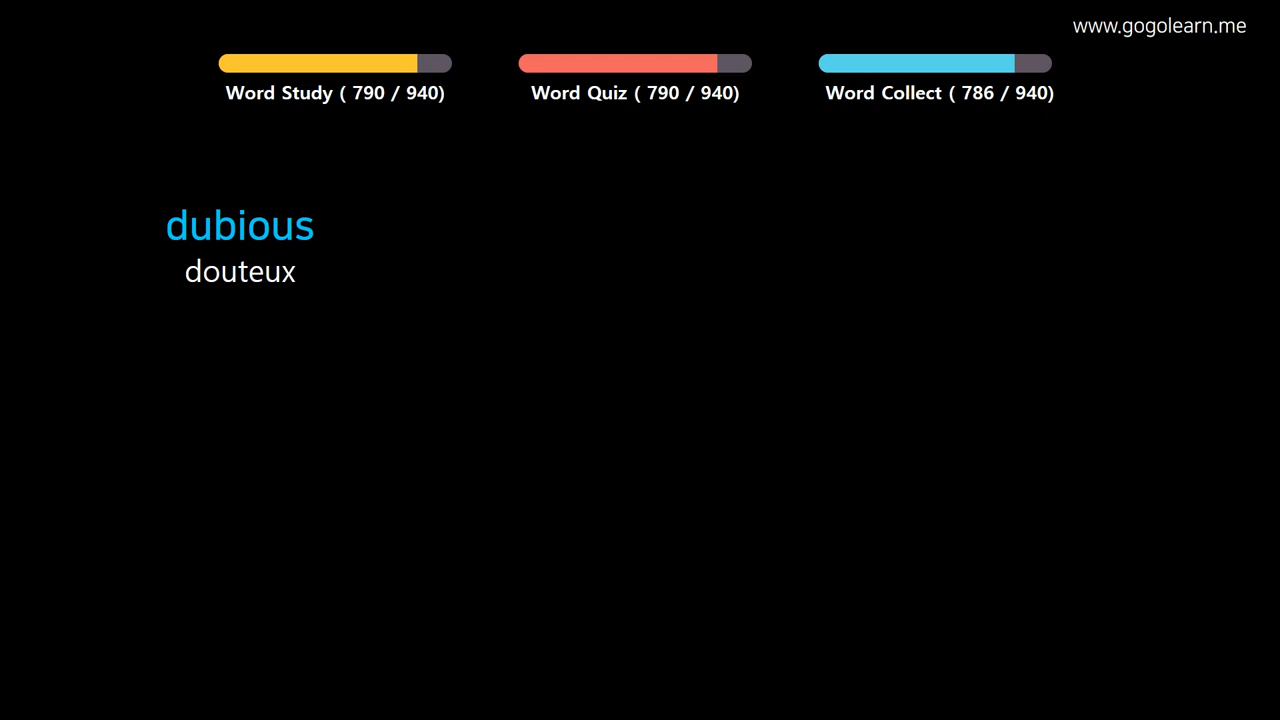 www.gogolearn.me
Word Study ( 790 / 940)
Word Quiz ( 790 / 940)
Word Collect ( 786 / 940)
dubious
douteux